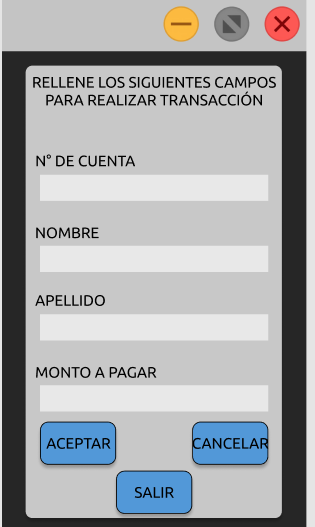 RELLENE LOS SIGUIENTES CAMPOS
PARA REALIZAR TRANSACCIÓN
N° DE CUENTA
NOMBRE
APELLIDO
MONTO A PAGAR
ACEPTAR
CANCELAR
SALIR